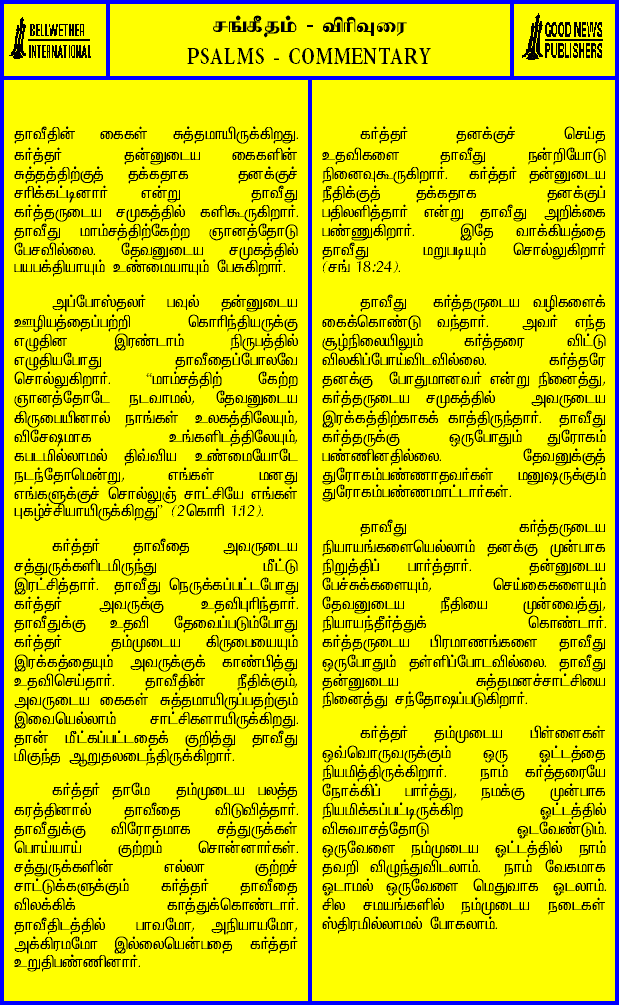 BELLWETHER
INTERNATIONAL
சங்கீதம் - விரிவுரை
PSALMS - COMMENTARY
GOOD NEWS
PUBLISHERS
தாவீதின் கைகள் சுத்தமாயிருக்கிறது.
கர்த்தர் தன்னுடைய கைகளின்
சுத்தத்திற்குத் தக்கதாக தனக்குச்
சரிக்கட்டினார் என்று தாவீது
கர்த்தருடைய சமுகத்தில் களிகூருகிறார்.
தாவீது மாம்சத்திற்கேற்ற ஞானத்தோடு
பேசவில்லை. தேவனுடைய சமுகத்தில்
பயபக்தியாயும் உண்மையாயும் பேசுகிறார்.
அப்போஸ்தலர் பவுல் தன்னுடைய
ஊழியத்தைப்பற்றி கொரிந்தியருக்கு
எழுதின இரண்டாம் நிருபத்தில்
எழுதியபோது தாவீதைப்போலவே
சொல்லுகிறார். “மாம்சத்திற் கேற்ற
ஞானத்தோடே நடவாமல், தேவனுடைய
கிருபையினால் நாங்கள் உலகத்திலேயும்,
விசேஷமாக உங்களிடத்திலேயும்,
கபடமில்லாமல் திவ்விய உண்மையோடே
நடந்தோமென்று, எங்கள் மனது
எங்களுக்குச் சொல்லுஞ் சாட்சியே எங்கள்
புகழ்ச்சியாயிருக்கிறது” (2கொரி 1:12).
கர்த்தர் தாவீதை அவருடைய
சத்துருக்களிடமிருந்து மீட்டு
இரட்சித்தார். தாவீது நெருக்கப்பட்டபோது
கர்த்தர் அவருக்கு உதவிபுரிந்தார்.
தாவீதுக்கு உதவி தேவைப்படும்போது
கர்த்தர் தம்முடைய கிருபையையும்
இரக்கத்தையும் அவருக்குக் காண்பித்து
உதவிசெய்தார். தாவீதின் நீதிக்கும்,
அவருடைய கைகள் சுத்தமாயிருப்பதற்கும்
இவையெல்லாம் சாட்சிகளாயிருக்கிறது.
தான் மீட்கப்பட்டதைக் குறித்து தாவீது
மிகுந்த ஆறுதலடைந்திருக்கிறார்.
கர்த்தர் தாமே தம்முடைய பலத்த
கரத்தினால் தாவீதை விடுவித்தார்.
தாவீதுக்கு விரோதமாக சத்துருக்கள்
பொய்யாய் குற்றம் சொன்னார்கள்.
சத்துருக்களின் எல்லா குற்றச்
சாட்டுக்களுக்கும் கர்த்தர் தாவீதை
விலக்கிக் காத்துக்கொண்டார்.
தாவீதிடத்தில் பாவமோ, அநியாயமோ,
அக்கிரமமோ இல்லையென்பதை கர்த்தர்
உறுதிபண்ணினார்.
கர்த்தர் தனக்குச் செய்த
உதவிகளை தாவீது நன்றியோடு
நினைவுகூருகிறார். கர்த்தர் தன்னுடைய
நீதிக்குத் தக்கதாக தனக்குப்
பதிலளித்தார் என்று தாவீது அறிக்கை
பண்ணுகிறார். இதே வாக்கியத்தை
தாவீது மறுபடியும் சொல்லுகிறார்
(சங் 18:24).
தாவீது கர்த்தருடைய வழிகளைக்
கைக்கொண்டு வந்தார். அவர் எந்த
சூழ்நிலையிலும் கர்த்தரை விட்டு
விலகிப்போய்விடவில்லை. கர்த்தரே
தனக்கு போதுமானவர் என்று நினைத்து,
கர்த்தருடைய சமுகத்தில் அவருடைய
இரக்கத்திற்காகக் காத்திருந்தார். தாவீது
கர்த்தருக்கு ஒருபோதும் துரோகம்
பண்ணினதில்லை. தேவனுக்குத்
துரோகம்பண்ணாதவர்கள் மனுஷருக்கும்
துரோகம்பண்ணமாட்டார்கள்.
தாவீது கர்த்தருடைய
நியாயங்களையெல்லாம் தனக்கு முன்பாக
நிறுத்திப் பார்த்தார். தன்னுடைய
பேச்சுக்களையும், செய்கைகளையும்
தேவனுடைய நீதியை முன்வைத்து,
நியாயந்தீர்த்துக் கொண்டார்.
கர்த்தருடைய பிரமாணங்களை தாவீது
ஒருபோதும் தள்ளிப்போடவில்லை. தாவீது
தன்னுடைய சுத்தமனச்சாட்சியை
நினைத்து சந்தோஷப்படுகிறார்.
கர்த்தர் தம்முடைய பிள்ளைகள்
ஒவ்வொருவருக்கும் ஒரு ஓட்டத்தை
நியமித்திருக்கிறார். நாம் கர்த்தரையே
நோக்கிப் பார்த்து, நமக்கு முன்பாக
நியமிக்கப்பட்டிருக்கிற ஓட்டத்தில்
விசுவாசத்தோடு ஓடவேண்டும்.
ஒருவேளை நம்முடைய ஓட்டத்தில் நாம்
தவறி விழுந்துவிடலாம். நாம் வேகமாக
ஓடாமல் ஒருவேளை மெதுவாக ஓடலாம்.
சில சமயங்களில் நம்முடைய நடைகள்
ஸ்திரமில்லாமல் போகலாம்.